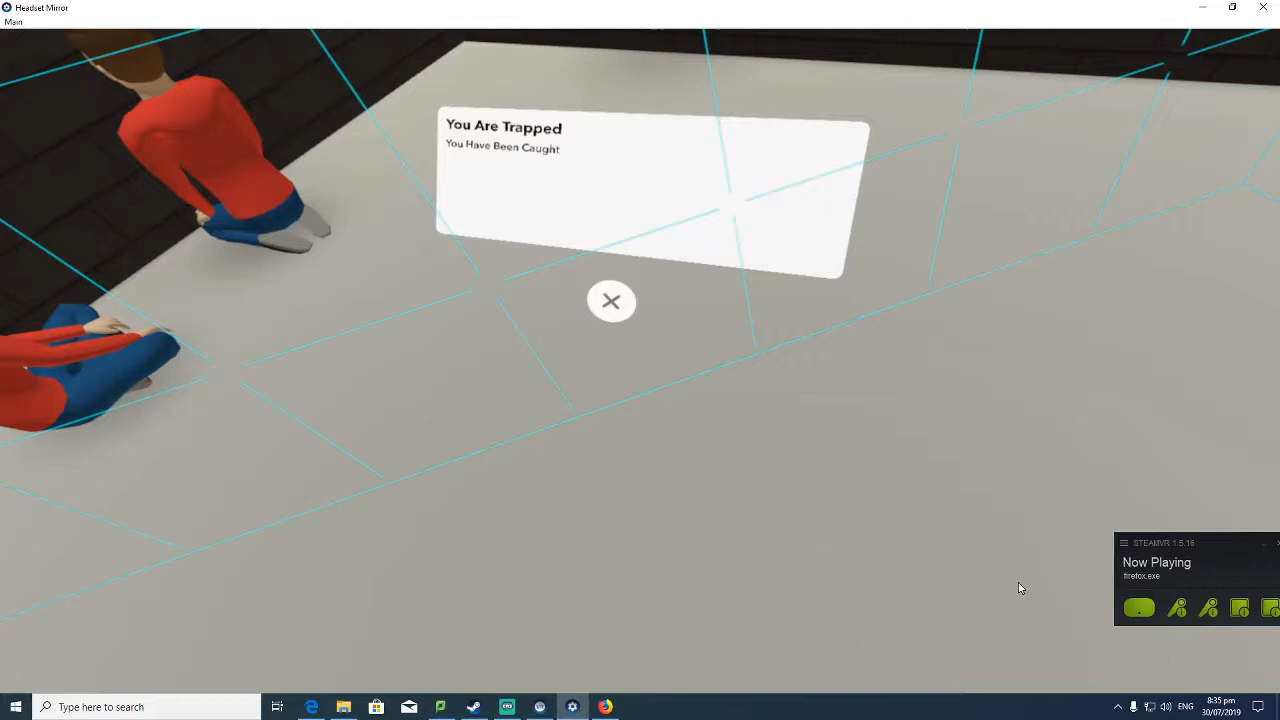 Headset Mirror
Main
You Are Trapped
You Have Been Caught
STEAMVR 1.5.16
Now Playing
firefox.exe
Type here to search
ENG
8:35 pm
30/07/2019